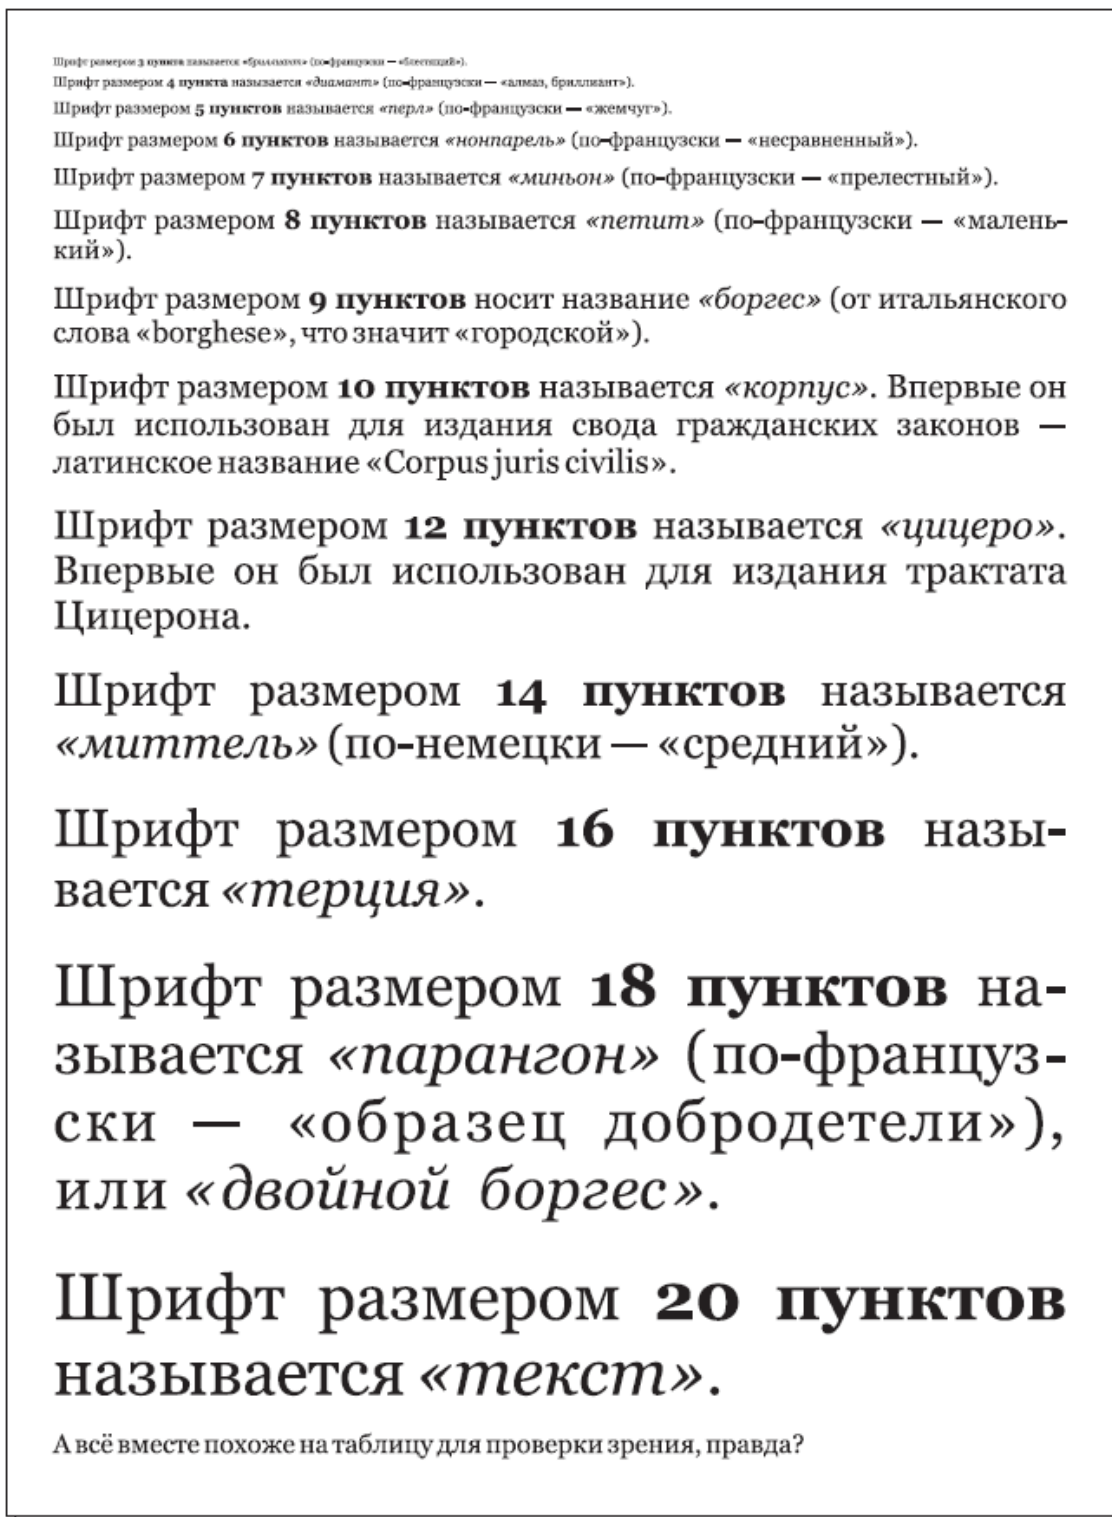 Шрифт размером 3 пункта называется «бриллиант» (по-французски — «блестящий»).
Шрифт размером 4 пункта называется «диамант» (по-французски — «алмаз, бриллиант»).
Шрифт размером 5 пунктов называется «перл» (по-французски — «жемчуг»).
Шрифт размером 6 пунктов называется «нонпарель» (по-французски — «несравненный»).
Шрифт размером 7 пунктов называется «миньон» (по-французски — «прелестный»).
Шрифт размером 8 пунктов называется «петит» (по-французски — «малень-
кий»).
Шрифт размером 9 пунктов носит название «боргес» (от итальянского
слова «borghese», что значит «городской»).
Шрифт размером 10 пунктов называется «корпус». Впервые он
был использован для издания свода гражданских законов —
латинское название «Corpus juris civilis».
Шрифт размером 12 пунктов называется «цицеро».
Впервые он был использован для издания трактата
Цицерона.
Шрифт размером 14 пунктов называется
«миттель» (по-немецки — «средний»).
Шрифт размером 16 пунктов назы-
вается «терция».
Шрифт размером 18 пунктов на-
зывается «парангон» (по-француз-
ски — «образец добродетели»),
или «двойной боргес».
Шрифт размером 20 пунктов
называется «текст».
А всё вместе похоже на таблицу для проверки зрения, правда?